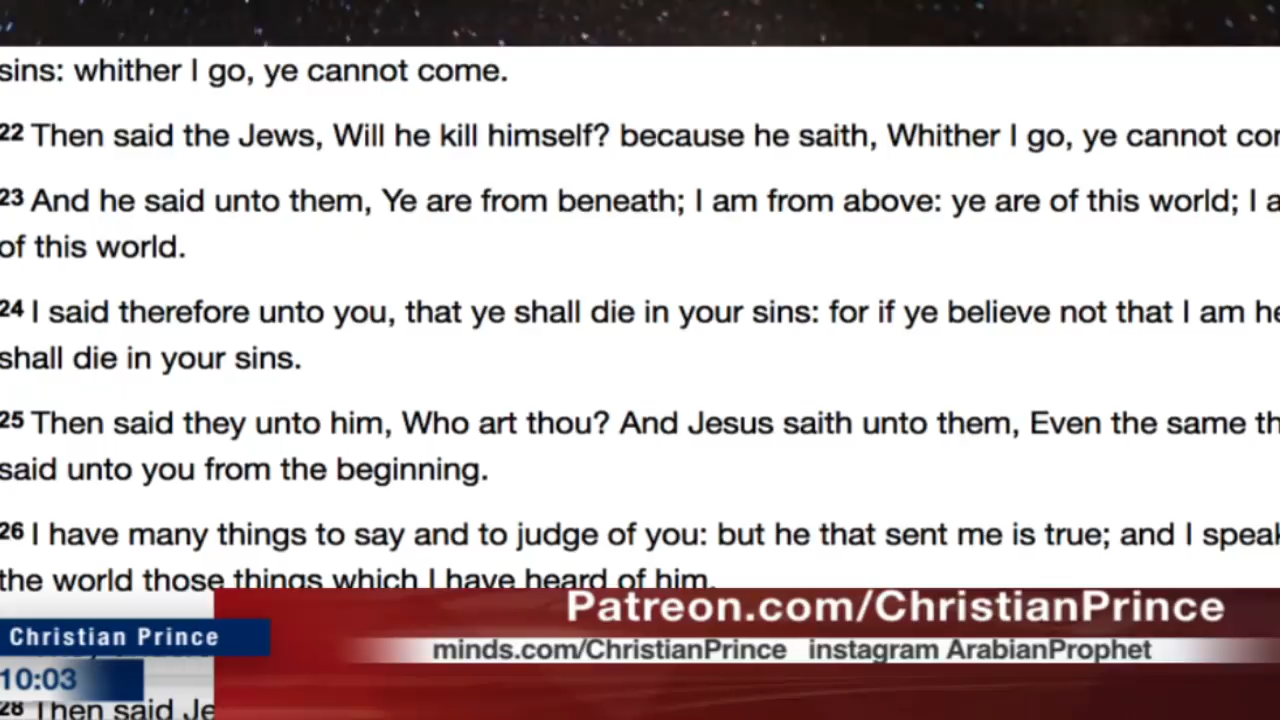 sins: whither I go, ye cannot come.
22 Then said the Jews, Will he kill himself? because he saith, Whither I go, ye cannot
23 And he said unto them, Ye are from beneath; I am from above: ye are of this world; I
of this world.
24 I said therefore unto you, that ye shall die in your sins: for if ye believe not that I am
shall die in your sins.
25 Then said they unto him, Who art thou? And Jesus saith unto them, Even the same
said unto you from the beginning.
26 I have many things to say and to judge of you: but he that sent me is true; and I speak
the world those things which I have heard of him.
Patreon.com/ChristianPrince
Christian Prince
minds.com/ChristianPrince instagram ArabianProphet
10:03
28 Then said